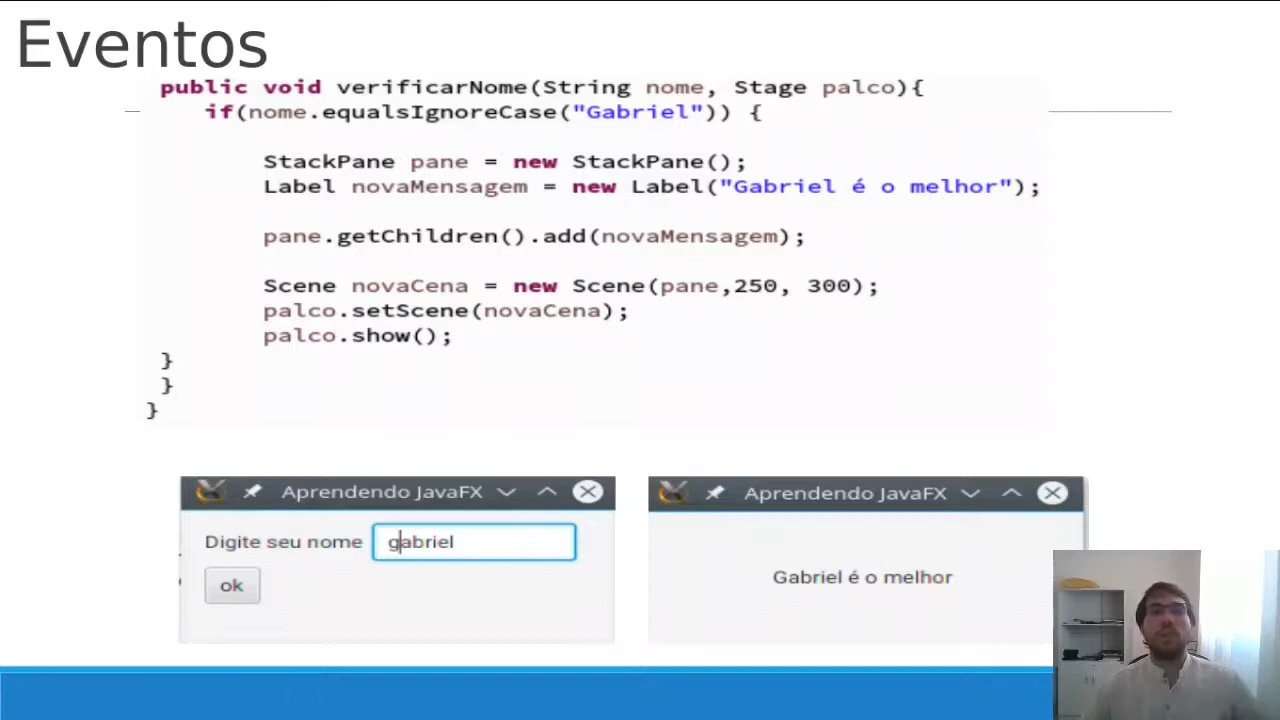 Eventos
public void verificarNome(String nome, Stage palco){
if(nome.equalsIgnoreCase("Gabriel")) {
StackPane pane = new StackPane();
Label novaMensagem = new Label("Gabriel é o melhor");
pane.getChildren().add(novaMensagem);
Scene novaCena = new Scene(pane,250, 300);
palco.setScene(novaCena);
palco.show();
}
}
}
Aprendendo JavaFX
Digite seu nome gabriel
ok
Aprendendo JavaFX
Gabriel é o melhor